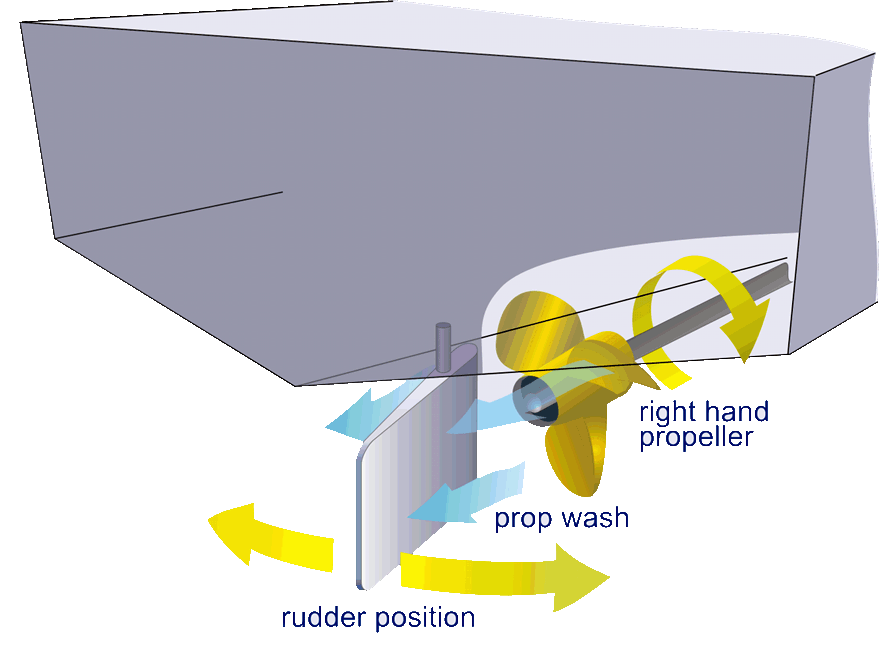 right hand
propeller
prop wash
rudder position